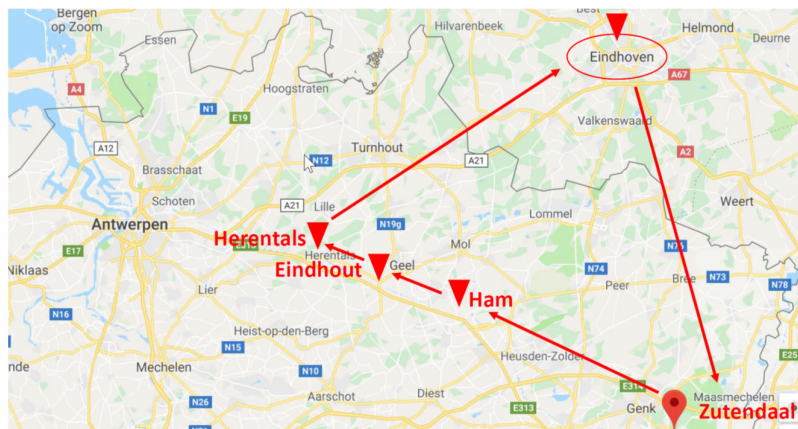 Bergen
op Zoom
Essen
Hilvarenbeek
Best
Helmond
Deurne
Eindhoven
A67
A4
Hoogstraten
N1
E19
Valkenswaard
A12
Turnhout
N12
A21
A2
Brasschaat
Schoten
A21
Lille
Weert
Antwerpen
N19g
Lommel
Herentals
E17
Mol
Herentals
Eindhout
Geel
Niklaas
N74
Peer
Bree
N73
N78
Lier
Ham
N16
Heist-op-den-Berg
N15
Heusden-Zolder
E25
Mechelen
N10
E314
Maasmechelen
Aarschot
Diest
N26
E313
Genk
Zutendaal